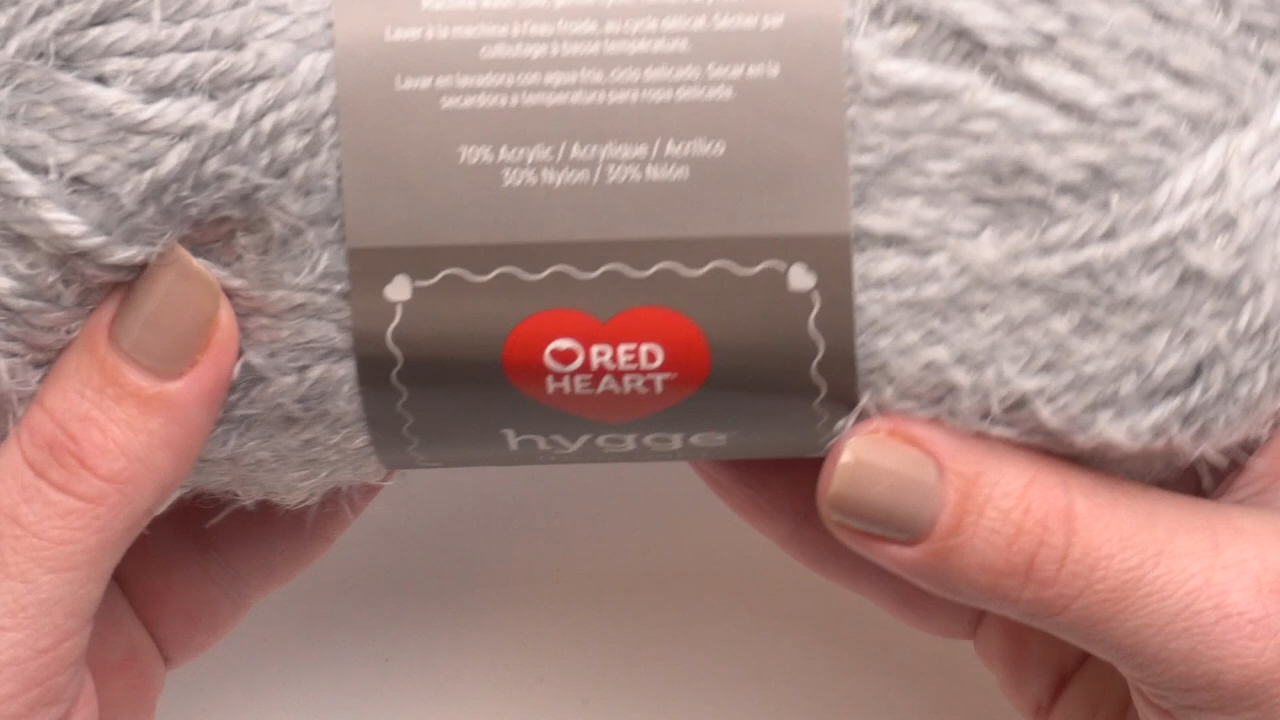 Laver à la machine à l'eau froide, au cycle délicat. Sécher par
culbutage à basse température.
Lavar en lavadora con agua fría, ciclo delicado. Secar en la
secadora a temperatura para ropa delicada.
70% Acrylic / Acrylique / Acrílico
30% Nylon / 30% Nilón
RED
HEART
hygge